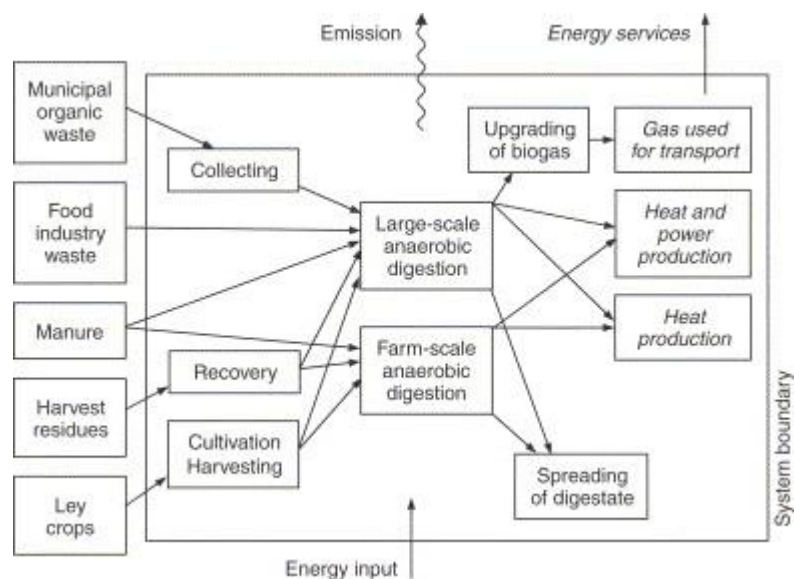 Emission
Energy services
Municipal
organic
waste
Collecting
Upgrading
of biogas
Gas used
for transport
Food
industry
waste
Large-scale
anaerobic
digestion
Heat and
power
production
Manure
Farm-scale
anaerobic
digestion
Heat
production
Recovery
Harvest
residues
Cultivation
Harvesting
Spreading
of digestate
Ley
crops
System boundary
Energy input